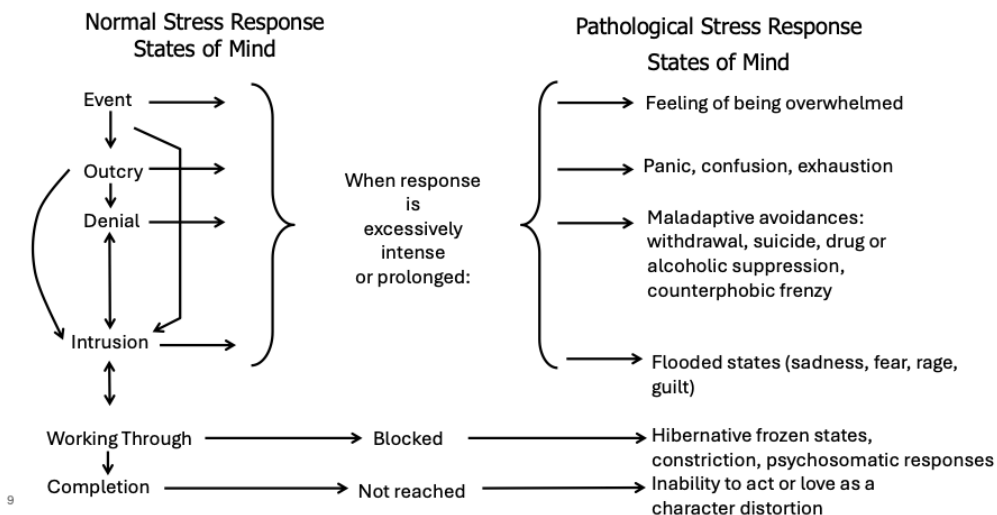 Normal Stress Response
States of Mind
Pathological Stress Response
States of Mind
Event
Feeling of being overwhelmed
Outcry
Panic, confusion, exhaustion
Denial
When response
is
excessively
intense
or prolonged:
Maladaptive avoidances:
withdrawal, suicide, drug or
alcoholic suppression,
counterphobic frenzy
Intrusion
Flooded states (sadness, fear, rage,
guilt)
Working Through
Blocked
Hibernative frozen states,
constriction, psychosomatic responses
Completion
Not reached
Inability to act or love as a
character distortion
9